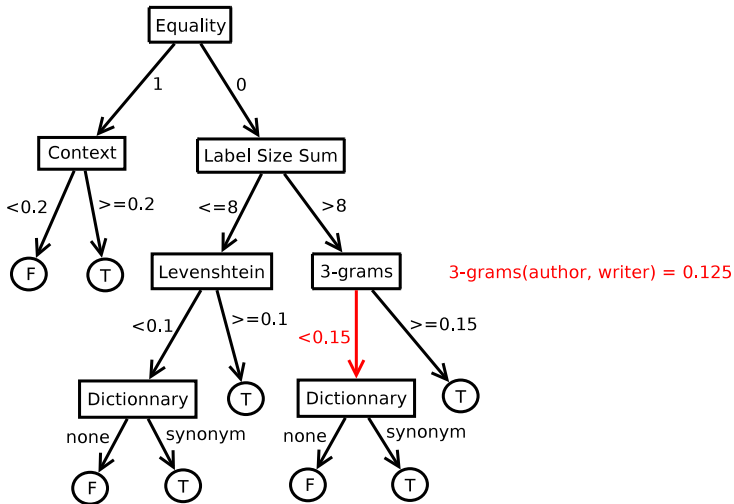 Equality
1
0
Context
Label Size Sum
<0.2
>=0.2
<=8
>8
F
T
Levenshtein
3-grams
3-grams(author, writer) = 0.125
<0.1
>=0.1
<0.15
>=0.15
Dictionnary
T
Dictionnary
T
none
synonym
none
synonym
F
T
F
T